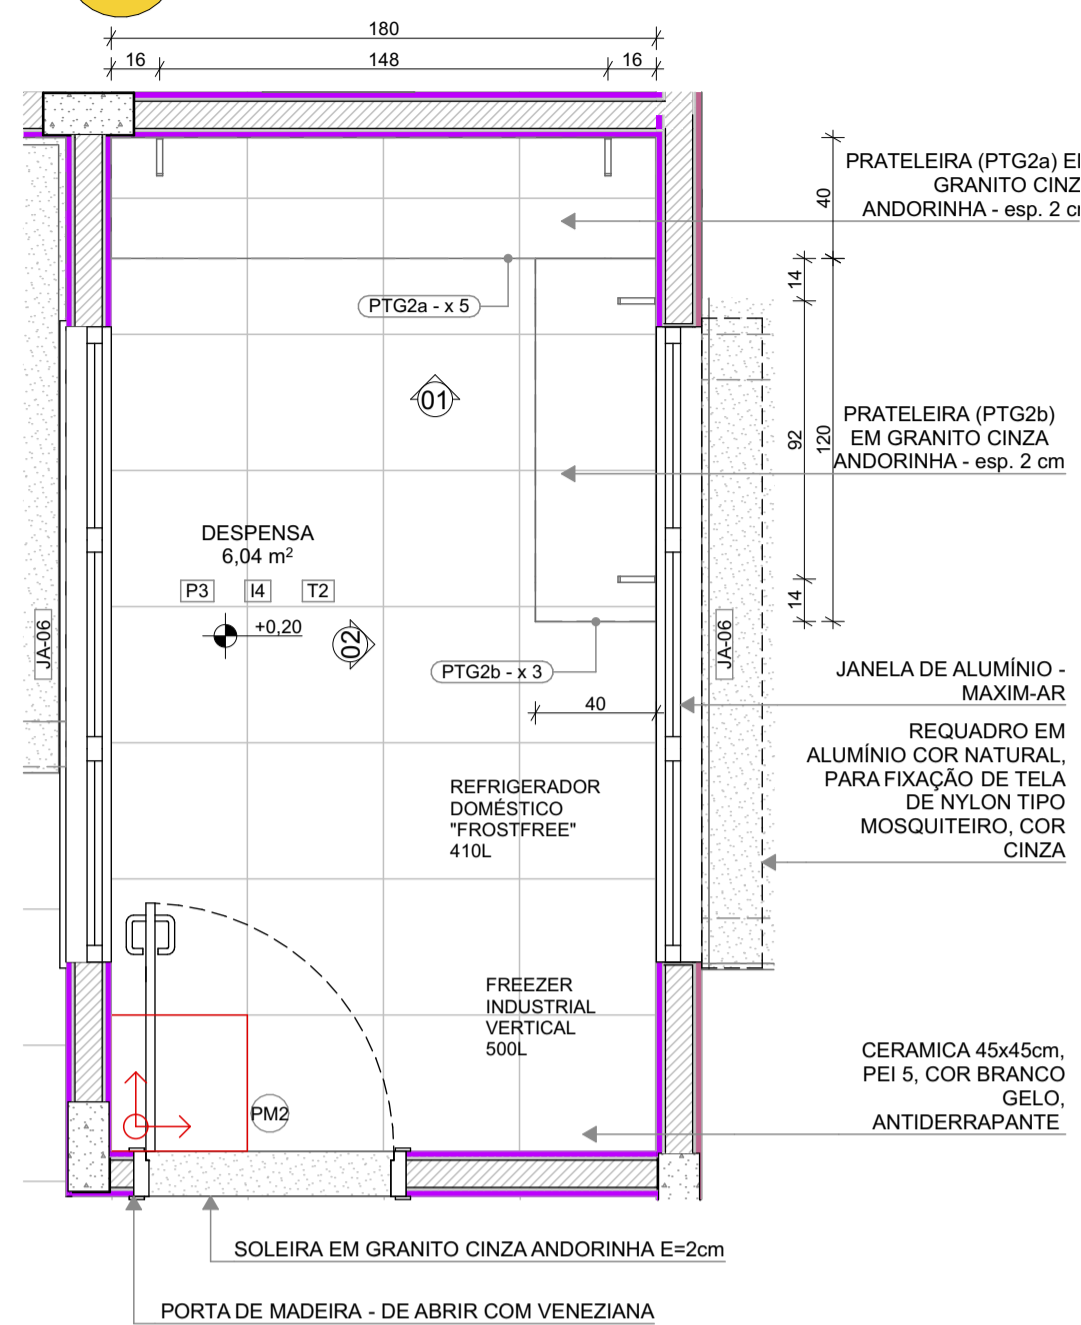 180
16
148
16
PRATELEIRA (PTG2a) E
GRANITO CINZ
ANDORINHA - esp. 2 c
40
14
PTG2a - x 5
01
PRATELEIRA (PTG2b)
EM GRANITO CINZA
ANDORINHA - esp. 2 cm
92
120
DESPENSA
6,04 m²
P3
I4
T2
14
+0,20
02
JA-06
JA-06
PTG2b - x 3
40
JANELA DE ALUMÍNIO -
MAXIM-AR
REQUADRO EM
ALUMÍNIO COR NATURAL,
PARA FIXAÇÃO DE TELA
DE NYLON TIPO
MOSQUITEIRO, COR
CINZA
REFRIGERADOR
DOMÉSTICO
"FROSTFREE"
410L
FREEZER
INDUSTRIAL
VERTICAL
500L
CERAMICA 45x45cm,
PEI 5, COR BRANCO
GELO,
ANTIDERRAPANTE
PM2
SOLEIRA EM GRANITO CINZA ANDORINHA E=2cm
PORTA DE MADEIRA - DE ABRIR COM VENEZIANA